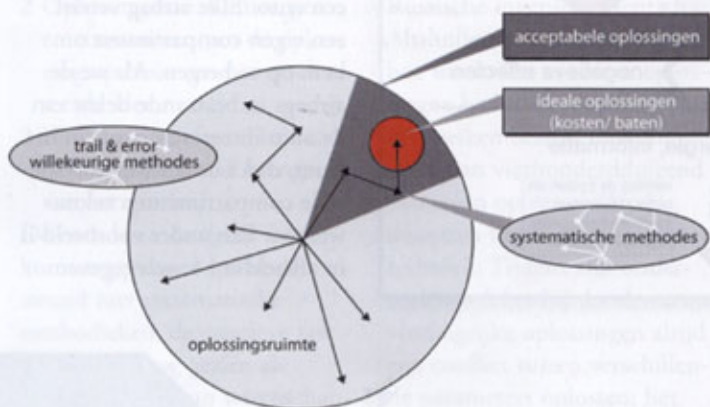 acceptabele oplossingen
ideale oplossingen
(kosten/ baten)
trail & error
willekeurige methodes
systematische methodes
oplossingsruimte